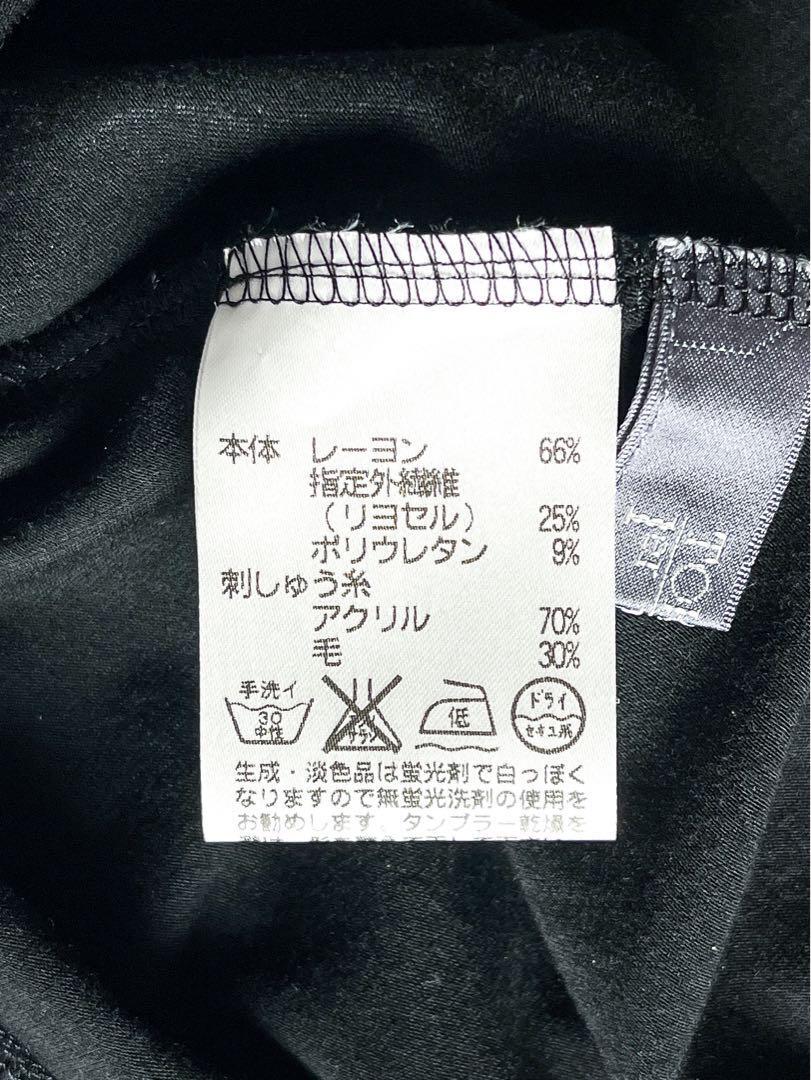 本体 レーヨン 66%
指定外繊維
(リヨセル) 25%
ポリウレタン 9%
刺しゅう糸
アクリル 70%
毛 30%
手洗イ
30
中性
サラシ
低
ドライ
セキユ系
生成・淡色品は蛍光剤で白っぽく
なりますので無蛍光洗剤の使用を
お勧めします。タンブラー乾燥を